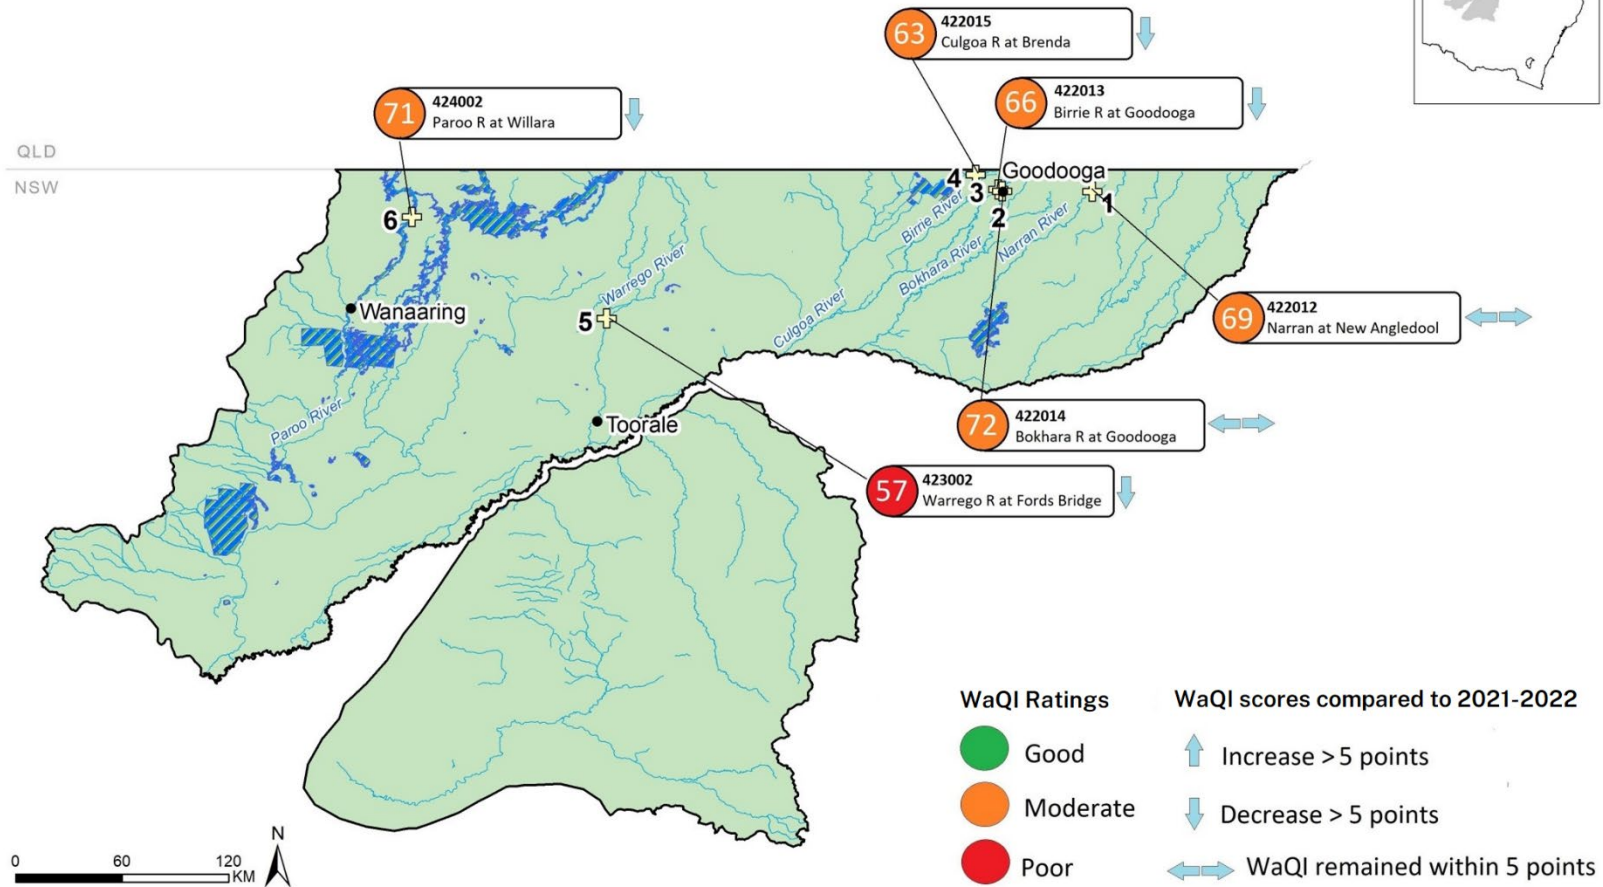 63
422015
Culgoa R at Brenda
66
422013
Birrie R at Goodooga
71
424002
Paroo R at Willara
QLD
NSW
Goodooga
4
3
2
1
6
Birrie River
Bokhara River
Narran River
Warrego River
Culgoa River
Wanaaring
5
69
422012
Narran at New Angledool
Paroo River
Toorale
72
422014
Bokhara R at Goodooga
57
423002
Warrego R at Fords Bridge
WaQI Ratings
Good
Moderate
Poor
WaQI scores compared to 2021-2022
Increase > 5 points
Decrease > 5 points
WaQI remained within 5 points
0 60 120
KM
N